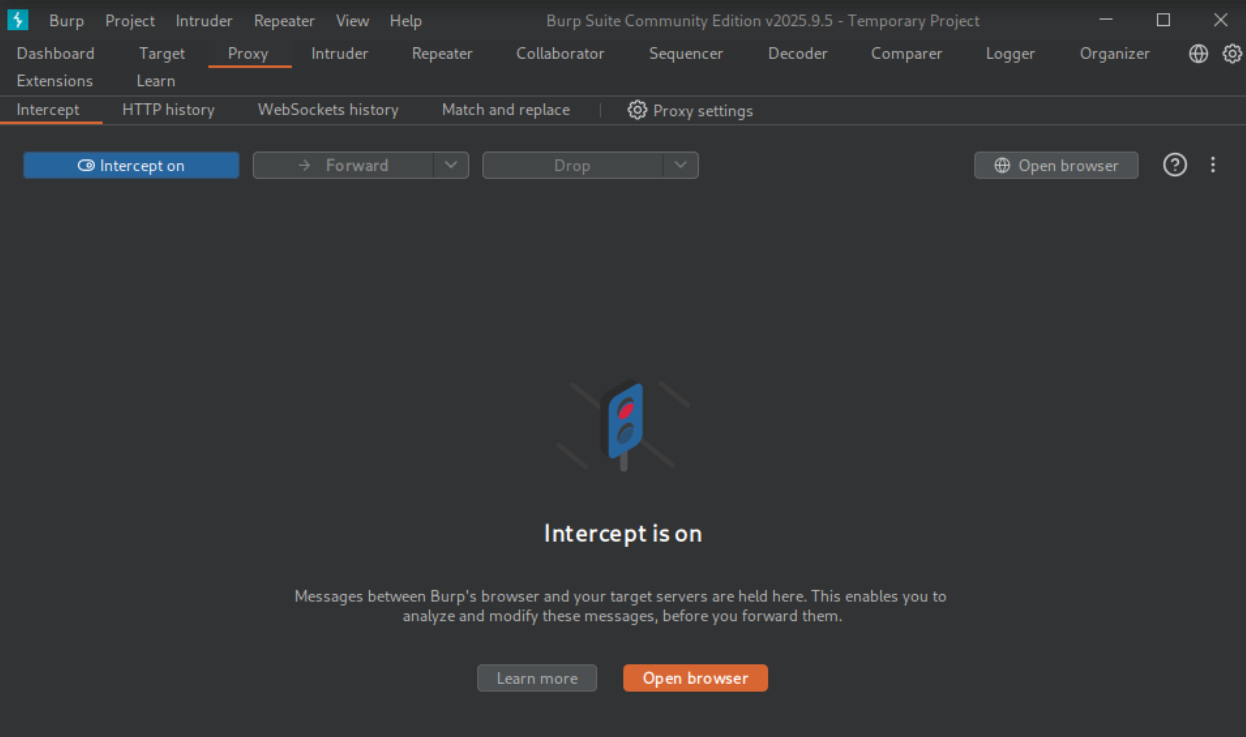 Burp Project Intruder Repeater View Help Burp Suite Community Edition v2025.9.5 - Temporary Project
Dashboard Target Proxy Intruder Repeater Collaborator Sequencer Decoder Comparer Logger Organizer
Extensions Learn
Intercept HTTP history WebSockets history Match and replace Proxy settings
Intercept on Forward Drop Open browser
Intercept is on
Messages between Burp's browser and your target servers are held here. This enables you to
analyze and modify these messages, before you forward them.
Learn more Open browser